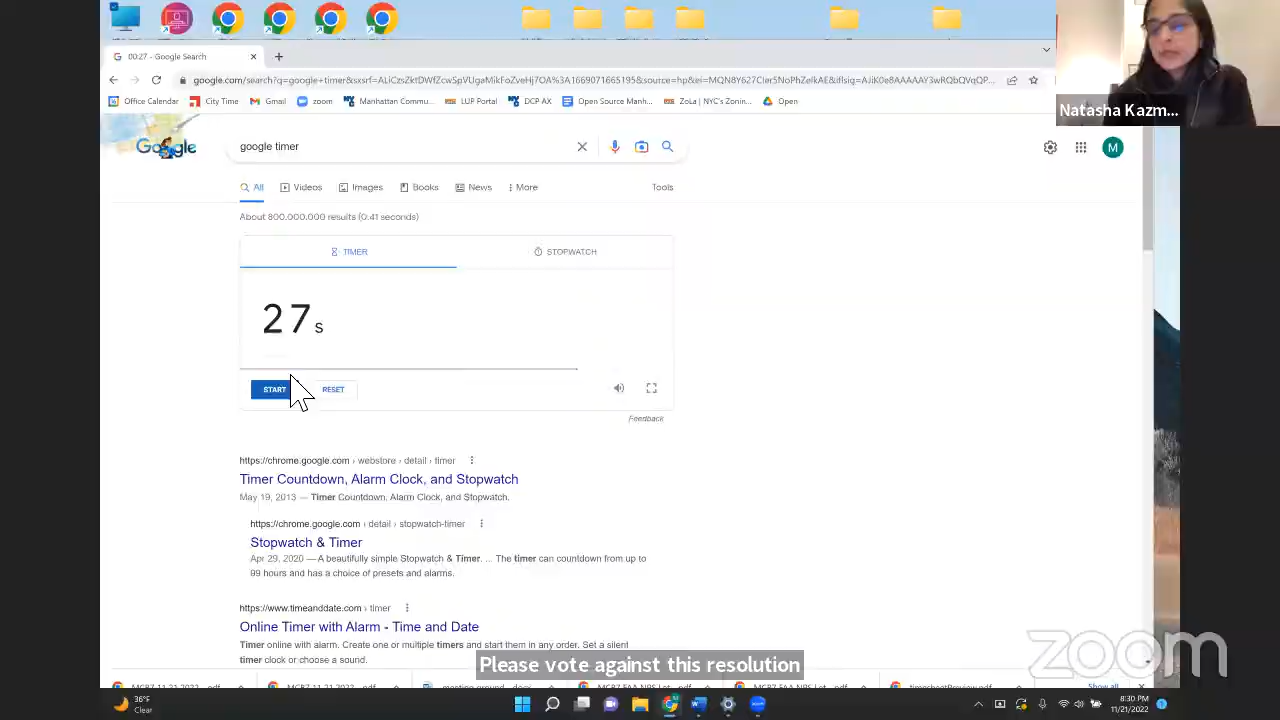 00:27 - Google Search
google.com/search?q=google+timer&sxsrf=
Office Calendar
City Time
Gmail
zoom
Manhattan Commu...
LUP Portal
DCP AX
Open Source Manh...
ZoLa | NYC's Zonin...
Open
Natasha Kazm...
Google
google timer
M
All
Videos
Images
Books
News
More
Tools
About 800,000,000 results (0.41 seconds)
TIMER
STOPWATCH
27s
START
RESET
Feedback
https://chrome.google.com › webstore › detail › timer
Timer Countdown, Alarm Clock, and Stopwatch
May 19, 2013 — Timer Countdown, Alarm Clock, and Stopwatch.
https://chrome.google.com › detail › stopwatch-timer
Stopwatch & Timer
Apr 29, 2020 — A beautifully simple Stopwatch & Timer. ... The timer can countdown from up to
99 hours and has a choice of presets and alarms.
https://www.timeanddate.com › timer
Online Timer with Alarm - Time and Date
Timer online with alarm. Create one or multiple timers and start them in any order. Set a silent
timer clock or choose a sound.
zoom
Please vote against this resolution
Show all
36°F
Clear
8:30 PM
11/21/2022